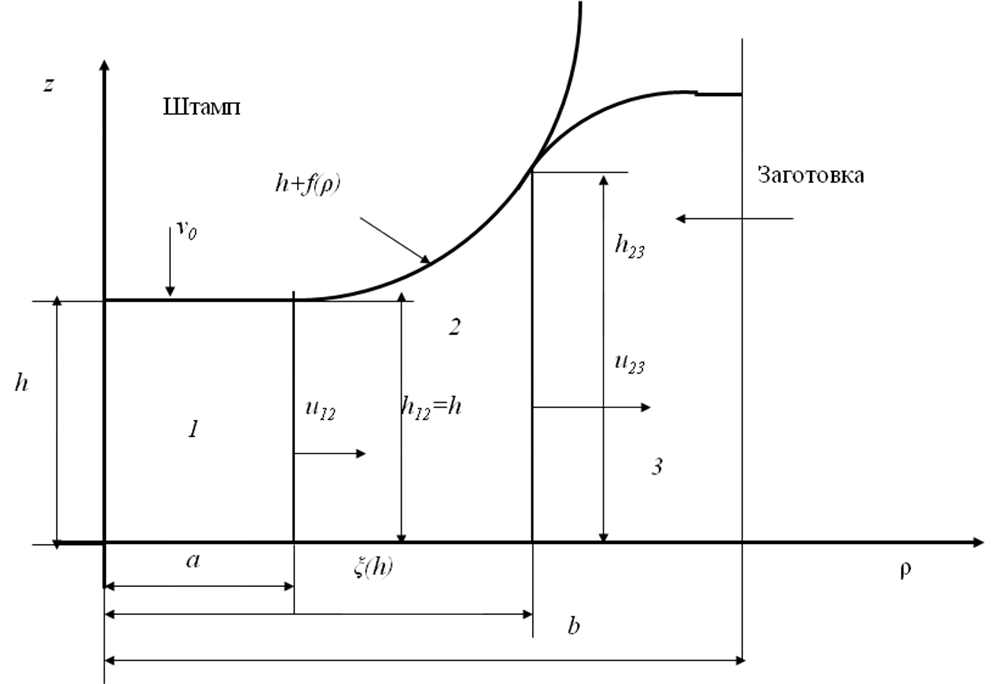 z
Штамп
h+f(ρ)
Заготовка
v0
h23
2
h
u23
u12
h12=h
1
3
a
ξ(h)
ρ
b